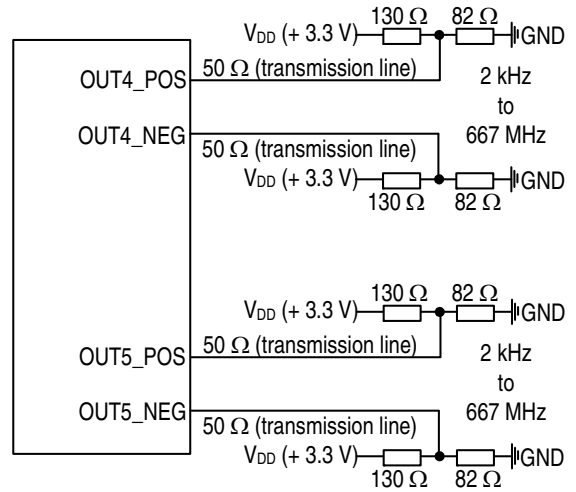 130 Ω 82 Ω
VDD (+ 3.3 V) GND
50 Ω (transmission line)
OUT4_POS
2 kHz
to
667 MHz
OUT4_NEG
50 Ω (transmission line)
VDD (+ 3.3 V) GND
130 Ω 82 Ω
130 Ω 82 Ω
VDD (+ 3.3 V) GND
50 Ω (transmission line)
OUT5_POS
2 kHz
to
667 MHz
OUT5_NEG
50 Ω (transmission line)
VDD (+ 3.3 V) GND
130 Ω 82 Ω